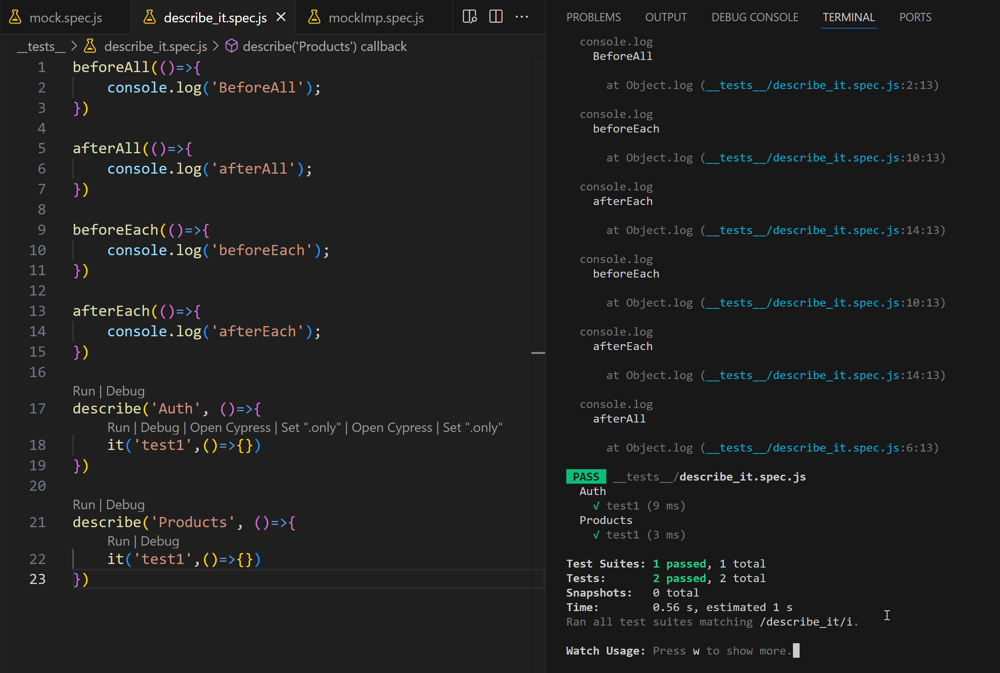 mock.spec.js
describe_it.spec.js
mockImp.spec.js
__tests__ > describe_it.spec.js > describe('Products') callback
1 beforeAll(()=>{
2     console.log('BeforeAll');
3 })
4
5 afterAll(()=>{
6     console.log('afterAll');
7 })
8
9 beforeEach(()=>{
10     console.log('beforeEach');
11 })
12
13 afterEach(()=>{
14     console.log('afterEach');
15 })
16
Run | Debug
17 describe('Auth', ()=>{
Run | Debug | Open Cypress | Set ".only" | Open Cypress | Set ".only"
18     it('test1',()=>{})
19 })
20
Run | Debug
21 describe('Products', ()=>{
Run | Debug
22     it('test1',()=>{})
23 })
PROBLEMS OUTPUT DEBUG CONSOLE TERMINAL PORTS
console.log
BeforeAll
at Object.log (__tests__/describe_it.spec.js:2:13)
console.log
beforeEach
at Object.log (__tests__/describe_it.spec.js:10:13)
console.log
afterEach
at Object.log (__tests__/describe_it.spec.js:14:13)
console.log
beforeEach
at Object.log (__tests__/describe_it.spec.js:10:13)
console.log
afterEach
at Object.log (__tests__/describe_it.spec.js:14:13)
console.log
afterAll
at Object.log (__tests__/describe_it.spec.js:6:13)
PASS __tests__/describe_it.spec.js
Auth
√ test1 (9 ms)
Products
√ test1 (3 ms)
Test Suites: 1 passed, 1 total
Tests: 2 passed, 2 total
Snapshots: 0 total
Time: 0.56 s, estimated 1 s
Ran all test suites matching /describe_it/i.
Watch Usage: Press w to show more.